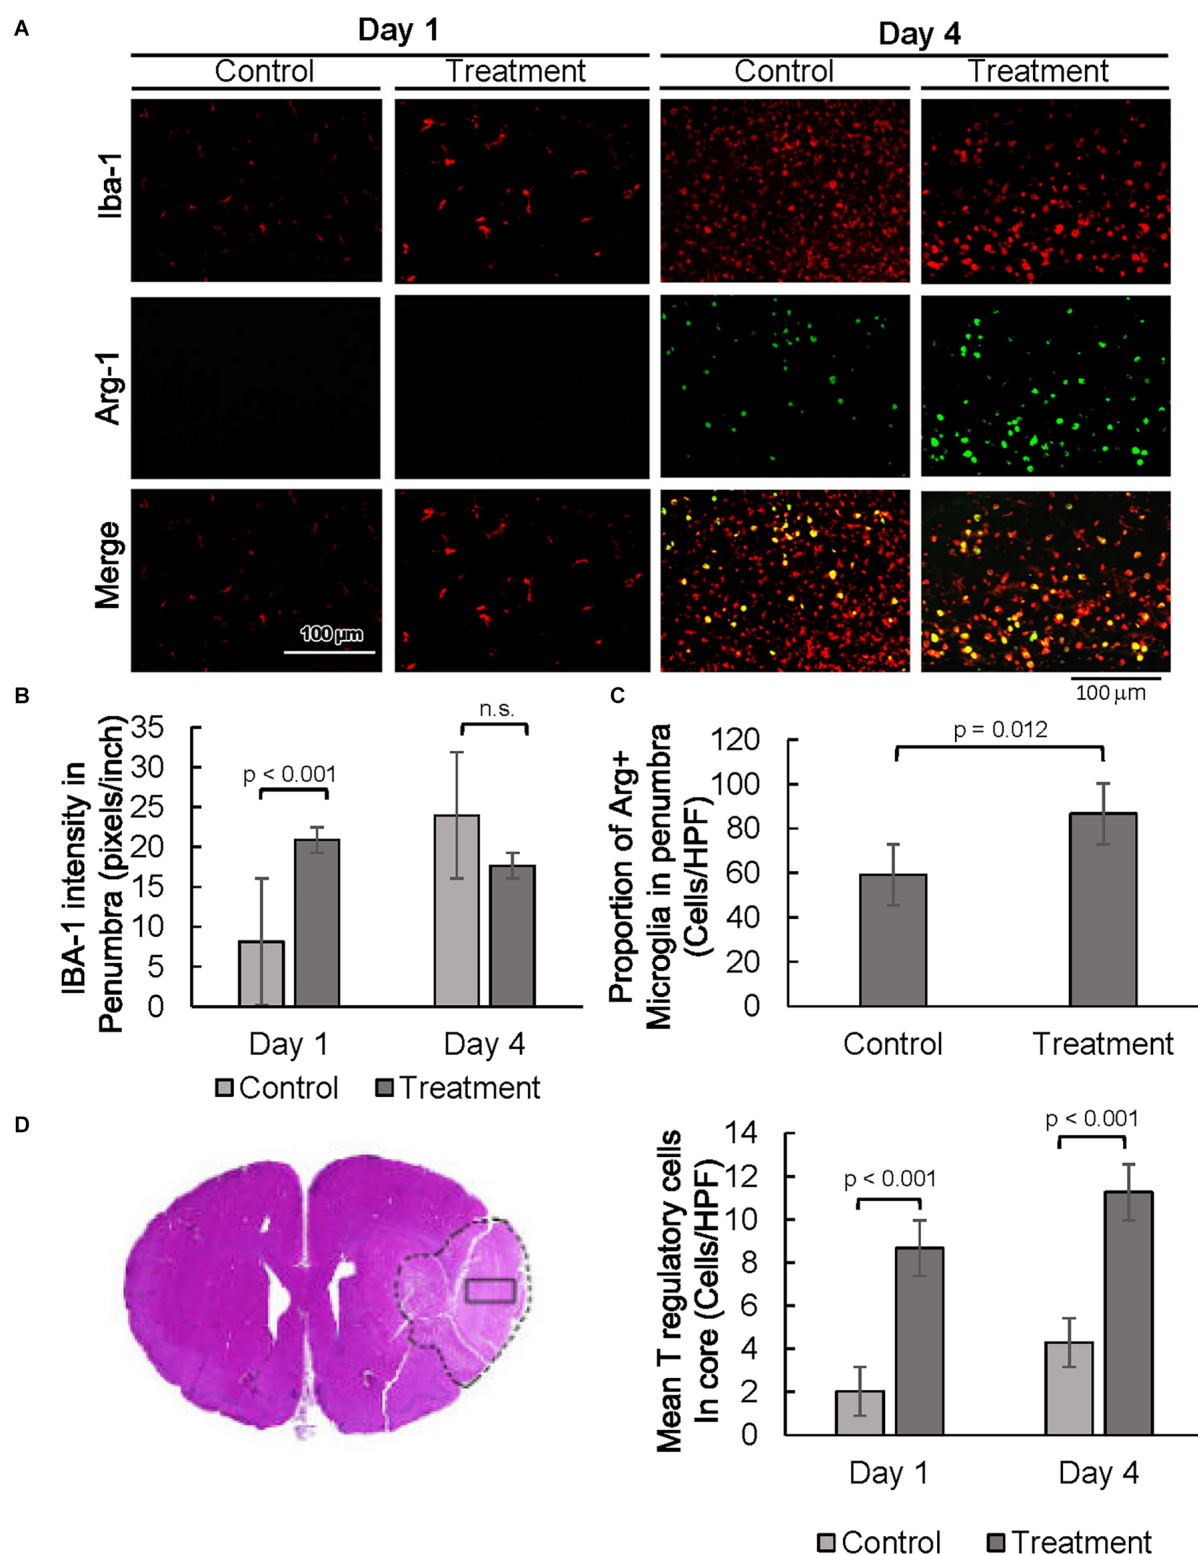 A
Day 1
Day 4
Control
Treatment
Control
Treatment
Iba-1
Arg-1
Merge
100 µm
100 µm
B
IBA-1 intensity in
Penumbra (pixels/inch)
35
30
25
20
15
10
5
0
p < 0.001
n.s.
Day 1
Day 4
Control
Treatment
C
Proportion of Arg+
Microglia in penumbra
(Cells/HPF)
120
100
80
60
40
20
0
p = 0.012
Control
Treatment
D
Mean T regulatory cells
In core (Cells/HPF)
14
12
10
8
6
4
2
0
p < 0.001
p < 0.001
Day 1
Day 4
Control
Treatment